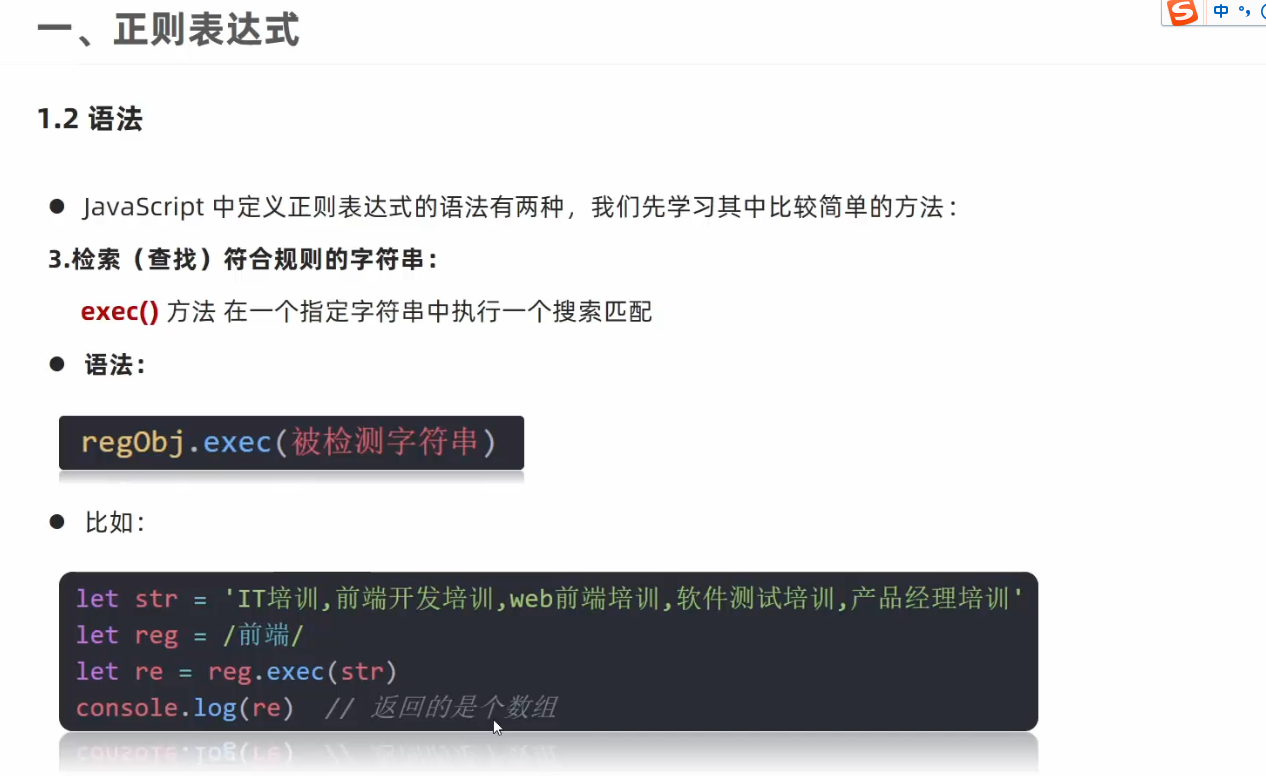 一、正则表达式
中
1.2 语法
JavaScript 中定义正则表达式的语法有两种，我们先学习其中比较简单的方法：
3.检索（查找）符合规则的字符串：
exec() 方法 在一个指定字符串中执行一个搜索匹配
语法：
regObj.exec(被检测字符串)
比如：
let str = 'IT培训,前端开发培训,web前端培训,软件测试培训,产品经理培训'
let reg = /前端/
let re = reg.exec(str)
console.log(re)  // 返回的是个数组